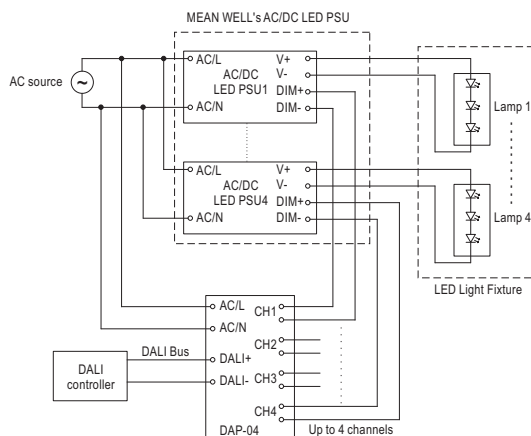 MEAN WELL's AC/DC LED PSU
AC source
~
AC/L
AC/DC
LED PSU1
AC/N
V+
V-
DIM+
DIM-
Lamp 1
AC/L
AC/DC
LED PSU4
AC/N
V+
V-
DIM+
DIM-
Lamp 4
LED Light Fixture
AC/L
AC/N
DALI+
DALI-
CH1
CH2
CH3
CH4
DALI Bus
DALI
controller
DAP-04
Up to 4 channels